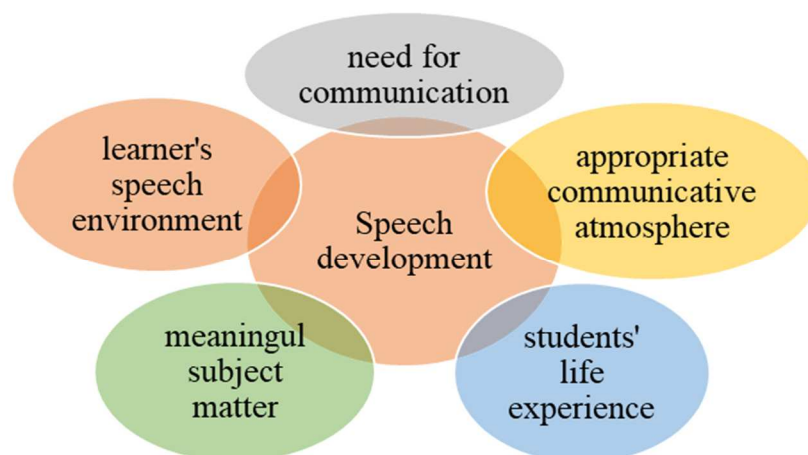 need for
communication
learner's
speech
environment
appropriate
communicative
atmosphere
Speech
development
meaningul
subject
matter
students'
life
experience